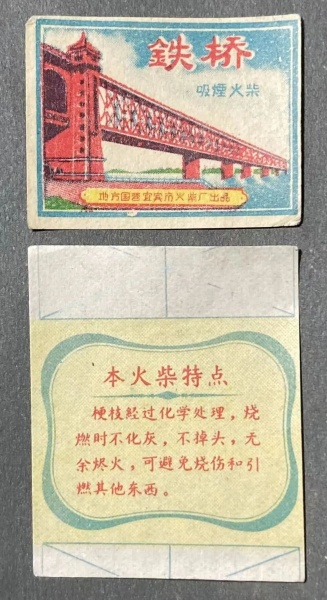 鉄桥
吸煙火柴
地方国营宜宾市火柴厂出品
本火柴特点
梗枝经过化学处理，烧
燃时不化灰，不掉头，无
余烬火，可避免烧伤和引
燃其他东西。